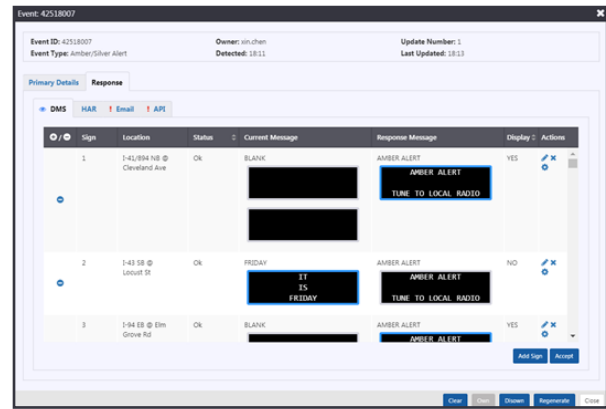 Event: 42518007
Event ID: 42518007
Owner: xin.chen
Update Number: 1
Event Type: Amber/Silver Alert
Detected: 18:11
Last Updated: 18:13
Primary Details
Response
DMS
HAR
! Email
! API
Sign
Location
Status
Current Message
Response Message
Display
Actions
1
I-41/894 NB @
Cleveland Ave
Ok
BLANK
AMBER ALERT
AMBER ALERT
TUNE TO LOCAL RADIO
YES
2
I-43 SB @
Locust St
Ok
FRIDAY
IT
IS
FRIDAY
AMBER ALERT
AMBER ALERT
TUNE TO LOCAL RADIO
NO
3
I-94 EB @ Elm
Grove Rd
Ok
BLANK
AMBER ALERT
AMBER ALERT
YES
Add Sign
Accept
Clear
Own
Disown
Regenerate
Close